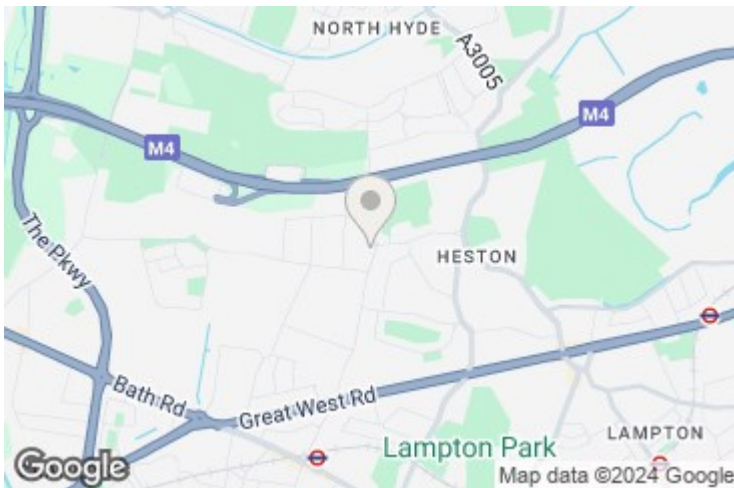 NORTH HYDE
A3005
M4
M4
The Pkwy
HESTON
Bath Rd
Great West Rd
Lampton Park
LAMPTON
Google
Map data ©2024 Google